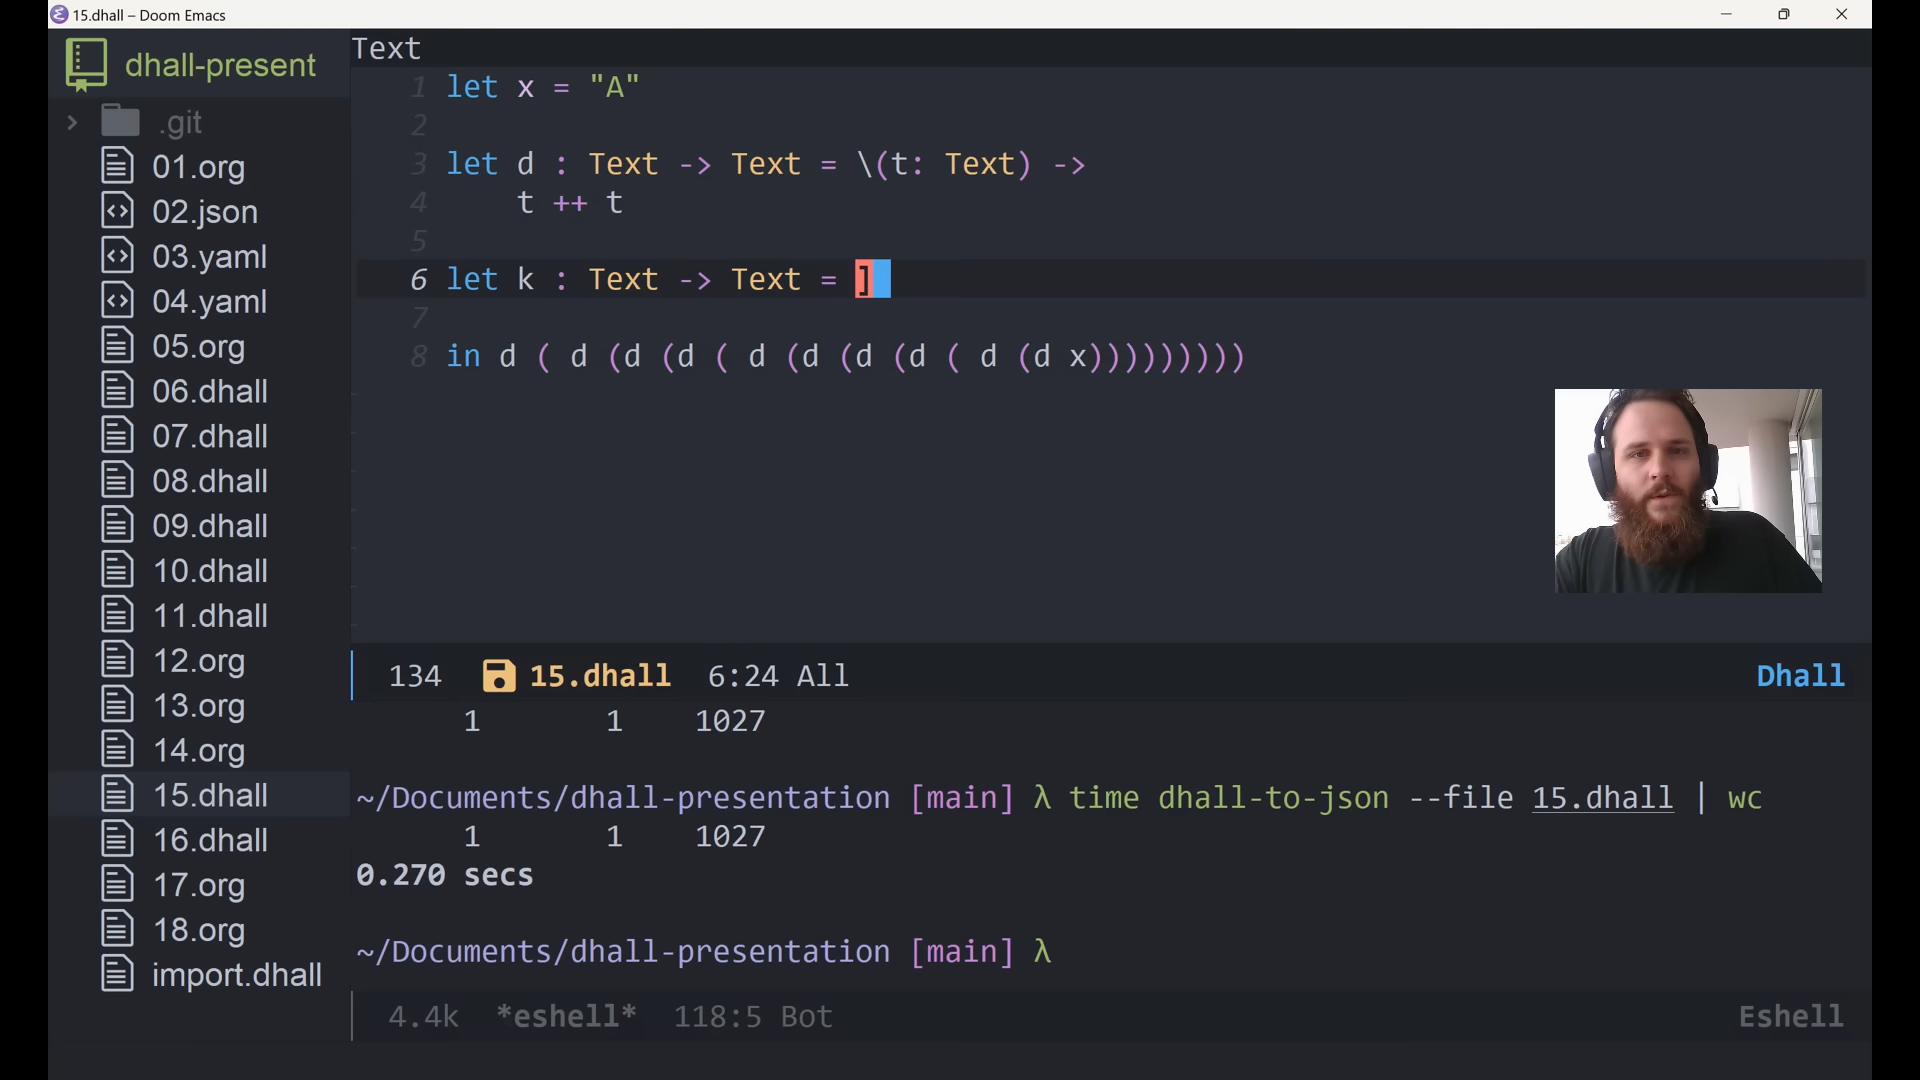 15.dhall – Doom Emacs
dhall-present
.git
01.org
02.json
03.yaml
04.yaml
05.org
06.dhall
07.dhall
08.dhall
09.dhall
10.dhall
11.dhall
12.org
13.org
14.org
15.dhall
16.dhall
17.org
18.org
import.dhall
Text
1 let x = "A"
2
3 let d : Text -> Text = \(t: Text) ->
4 t ++ t
5
6 let k : Text -> Text = ]
7
8 in d ( d (d (d ( d (d (d (d ( d (d x)))))))))
134 15.dhall 6:24 All Dhall
1 1 1027
~/Documents/dhall-presentation [main] λ time dhall-to-json --file 15.dhall | wc
1 1 1027
0.270 secs
~/Documents/dhall-presentation [main] λ
4.4k *eshell* 118:5 Bot Eshell